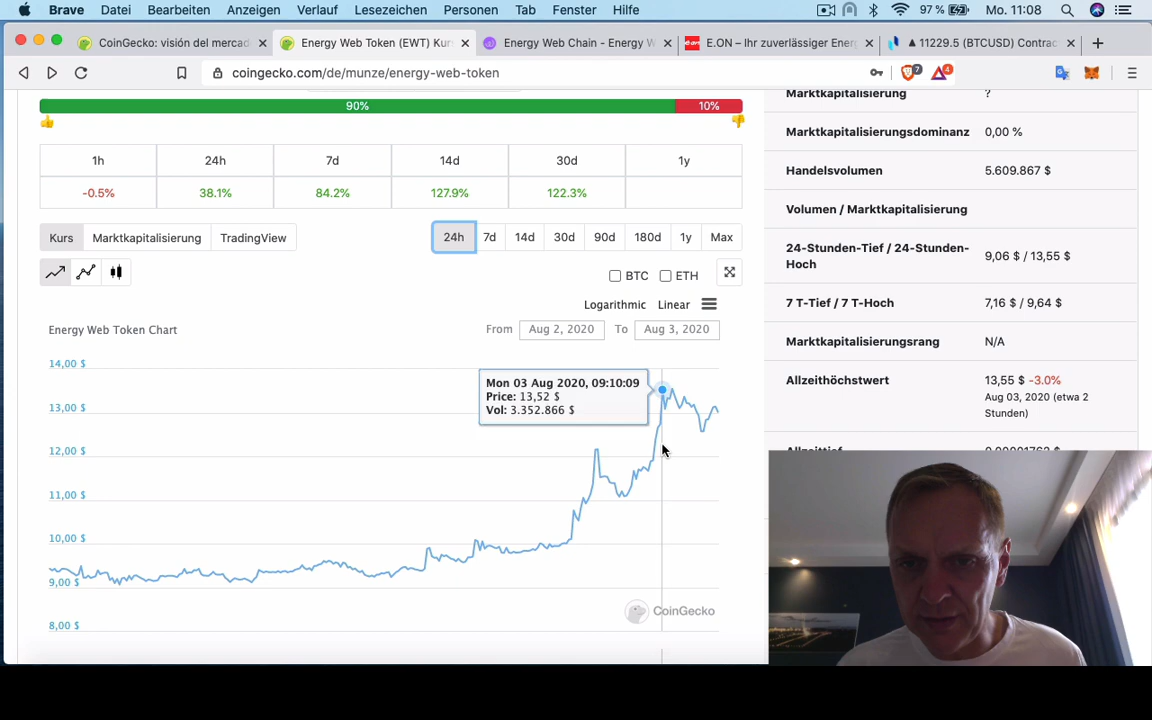 Brave Datei Bearbeiten Anzeigen Verlauf Lesezeichen Personen Tab Fenster Hilfe 97 % Mo. 11:08
CoinGecko: visión del mercad Energy Web Token (EWT) Kurs Energy Web Chain - Energy W E.ON – Ihr zuverlässiger Energ ▲ 11229.5 (BTCUSD) Contrac
coingecko.com/de/munze/energy-web-token 7 4
90% 10%
1h 24h 7d 14d 30d 1y
-0.5% 38.1% 84.2% 127.9% 122.3%
Kurs Marktkapitalisierung TradingView 24h 7d 14d 30d 90d 180d 1y Max
BTC ETH
Logarithmic Linear
Energy Web Token Chart From Aug 2, 2020 To Aug 3, 2020
14,00 $
13,00 $
12,00 $
11,00 $
10,00 $
9,00 $
8,00 $
Mon 03 Aug 2020, 09:10:09
Price: 13,52 $
Vol: 3.352.866 $
CoinGecko
Marktkapitalisierung ?
Marktkapitalisierungsdominanz 0,00 %
Handelsvolumen 5.609.867 $
Volumen / Marktkapitalisierung
24-Stunden-Tief / 24-Stunden-
Hoch 9,06 $ / 13,55 $
7 T-Tief / 7 T-Hoch 7,16 $ / 9,64 $
Marktkapitalisierungsrang N/A
Allzeithöchstwert 13,55 $ -3.0%
Aug 03, 2020 (etwa 2
Stunden)